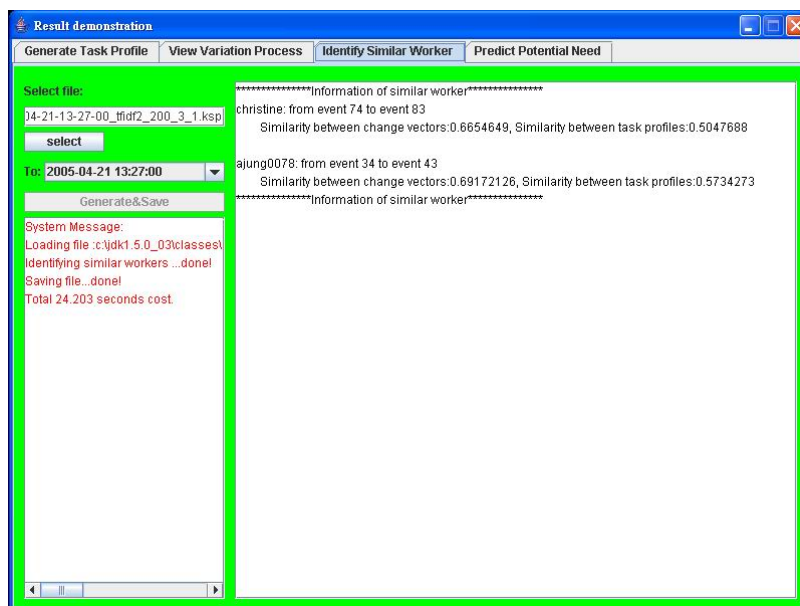 Result demonstration
Generate Task Profile View Variation Process Identify Similar Worker Predict Potential Need
Select file:
04-21-13-27-00_tfidf2_200_3_1.ksp
select
To: 2005-04-21 13:27:00
Generate&Save
System Message:
Loading file :c:\jdk1.5.0_03\classes\
Identifying similar workers ...done!
Saving file...done!
Total 24.203 seconds cost.
***************Information of similar worker***************
christine: from event 74 to event 83
Similarity between change vectors:0.6654649, Similarity between task profiles:0.5047688
ajung0078: from event 34 to event 43
Similarity between change vectors:0.69172126, Similarity between task profiles:0.5734273
***************Information of similar worker***************